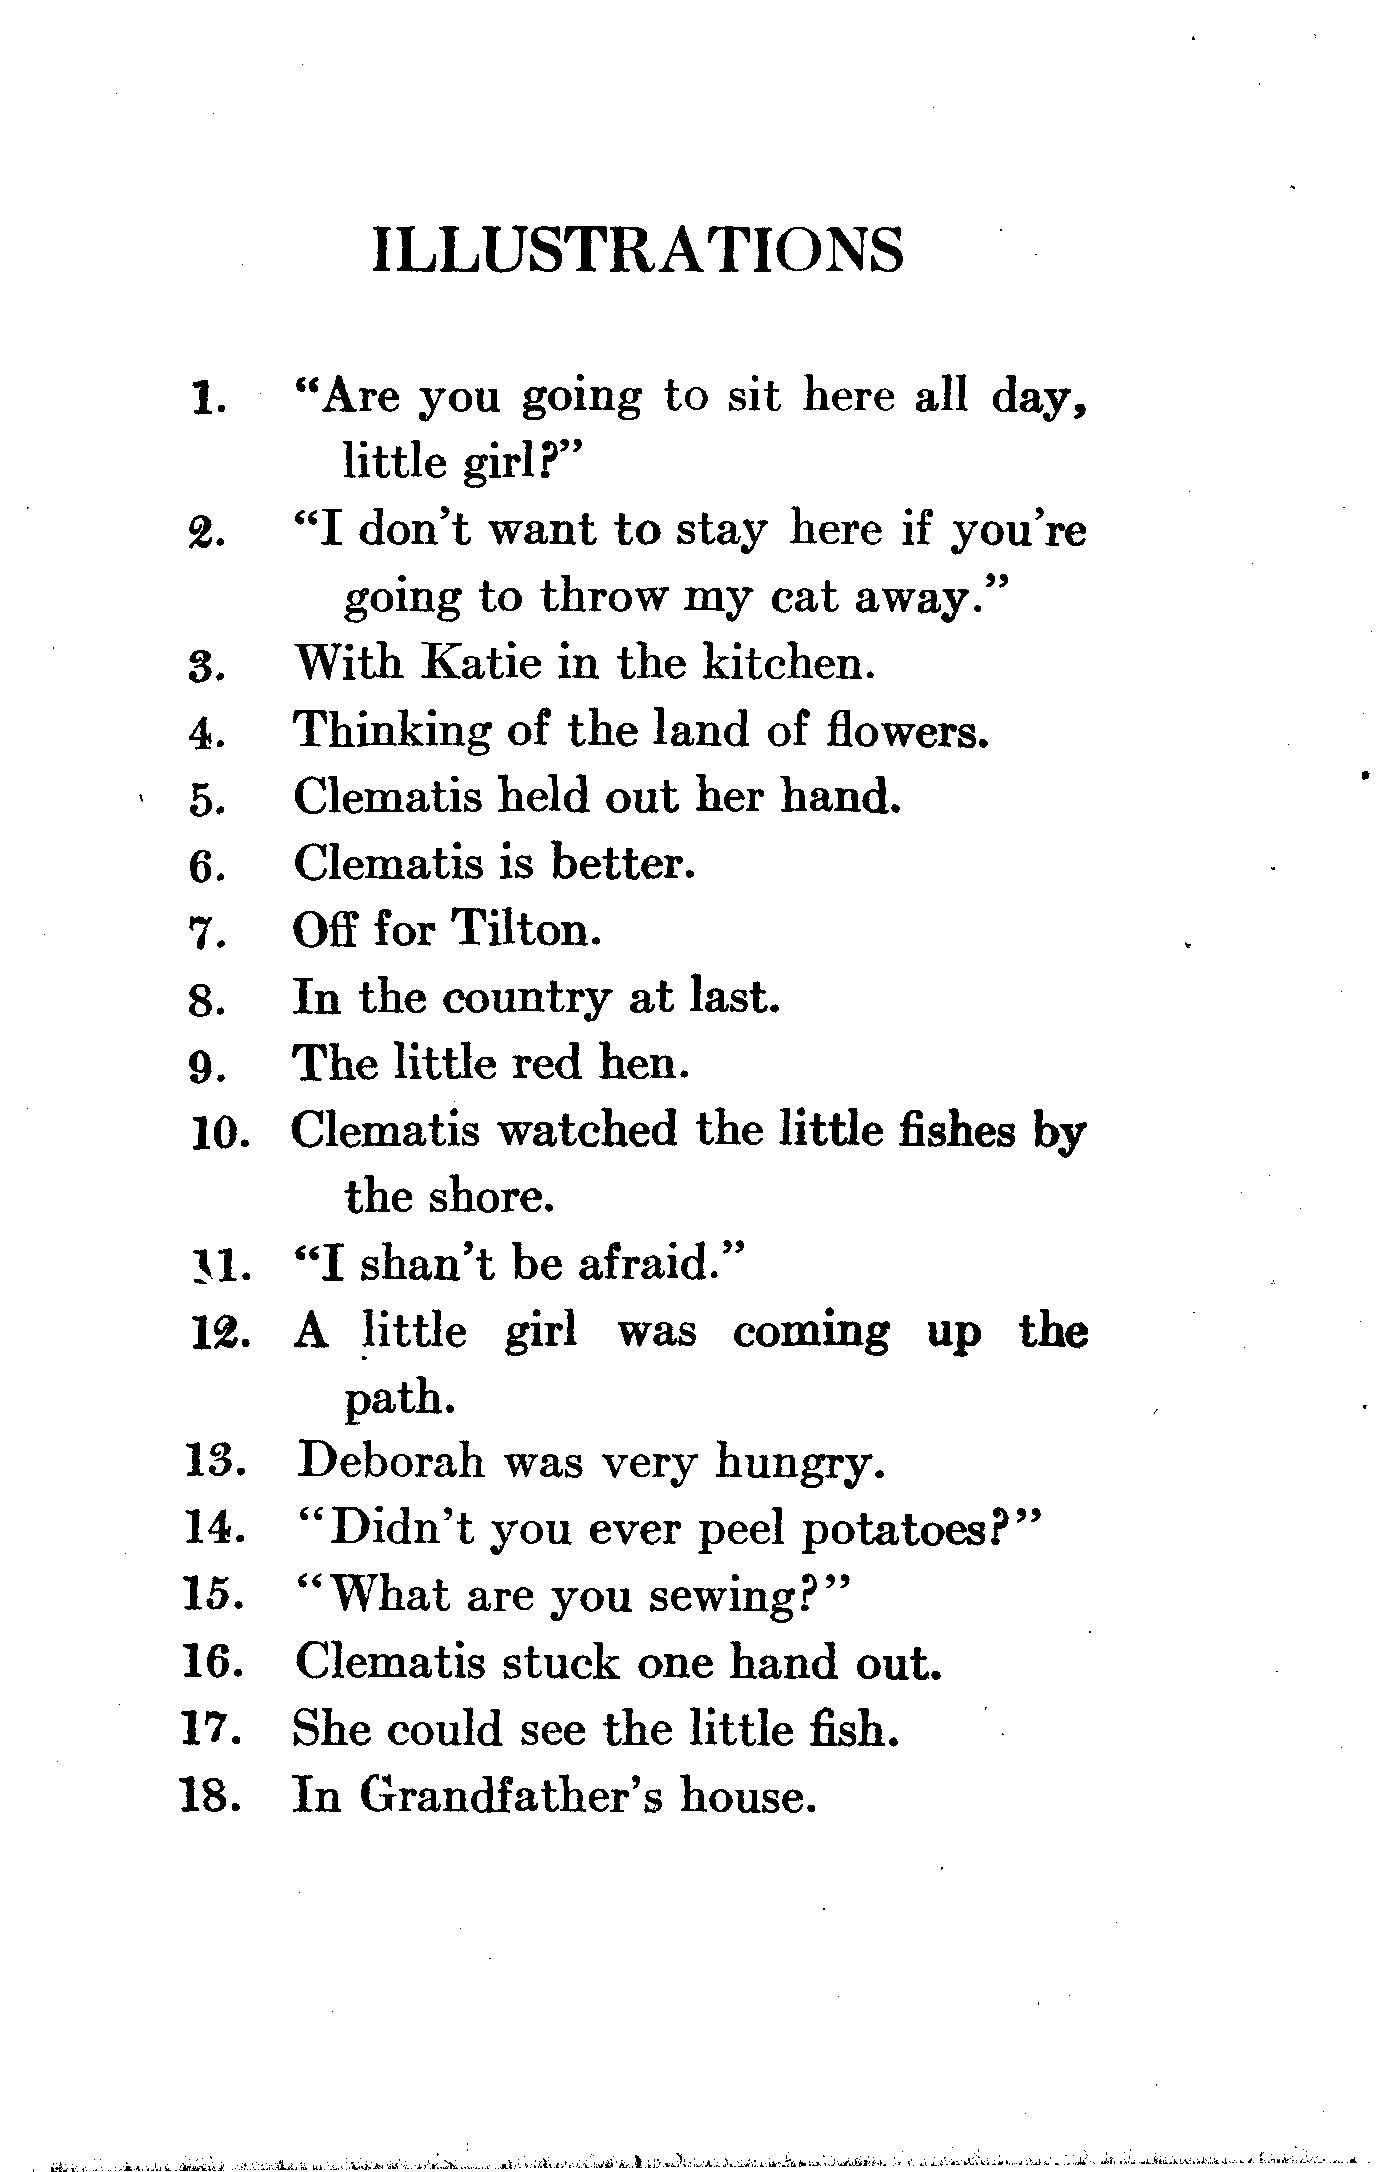 ILLUSTRATIONS
1. “Are you going to sit here all day,
little girl?”
2. “I don’t want to stay here if you’re
going to throw my cat away.”
3. With Katie in the kitchen.
4. Thinking of the land of flowers.
5. Clematis held out her hand.
6. Clematis is better.
7. Off for Tilton.
8. In the country at last.
9. The little red hen.
10. Clematis watched the little fishes by
the shore.
11. “I shan’t be afraid.”
12. A little girl was coming up the
path.
13. Deborah was very hungry.
14. “Didn’t you ever peel potatoes?”
15. “What are you sewing?”
16. Clematis stuck one hand out.
17. She could see the little fish.
18. In Grandfather’s house.